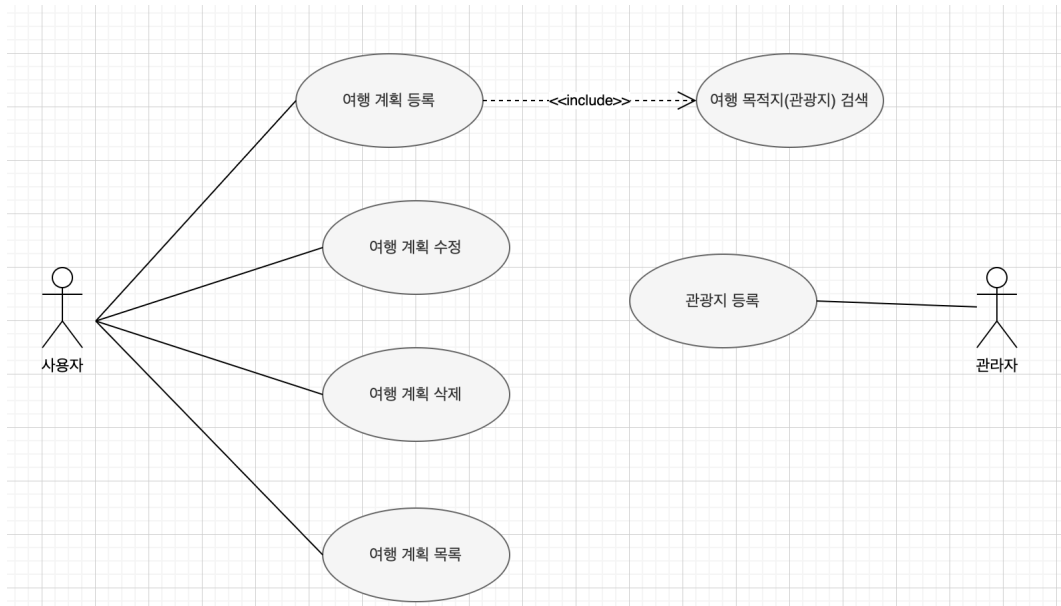 여행 계획 등록
<<include>>
여행 목적지(관광지) 검색
여행 계획 수정
관광지 등록
사용자
관라자
여행 계획 삭제
여행 계획 목록